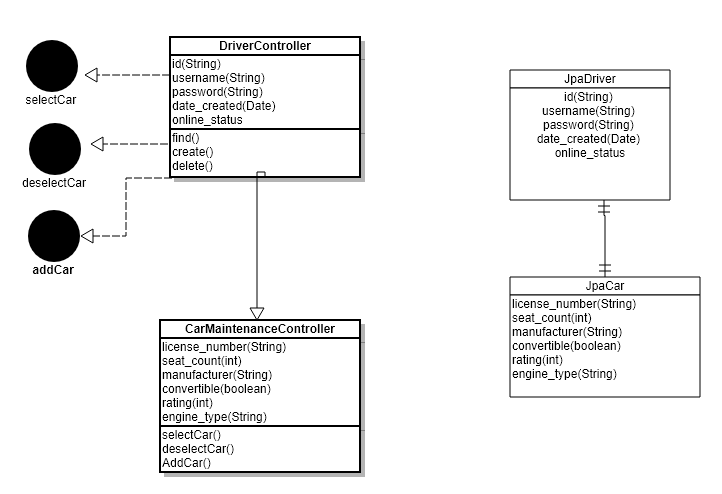 DriverController
id(String)
username(String)
password(String)
date_created(Date)
online_status
find()
create()
delete()
selectCar
deselectCar
addCar
CarMaintenanceController
license_number(String)
seat_count(int)
manufacturer(String)
convertible(boolean)
rating(int)
engine_type(String)
selectCar()
deselectCar()
AddCar()
JpaDriver
id(String)
username(String)
password(String)
date_created(Date)
online_status
JpaCar
license_number(String)
seat_count(int)
manufacturer(String)
convertible(boolean)
rating(int)
engine_type(String)